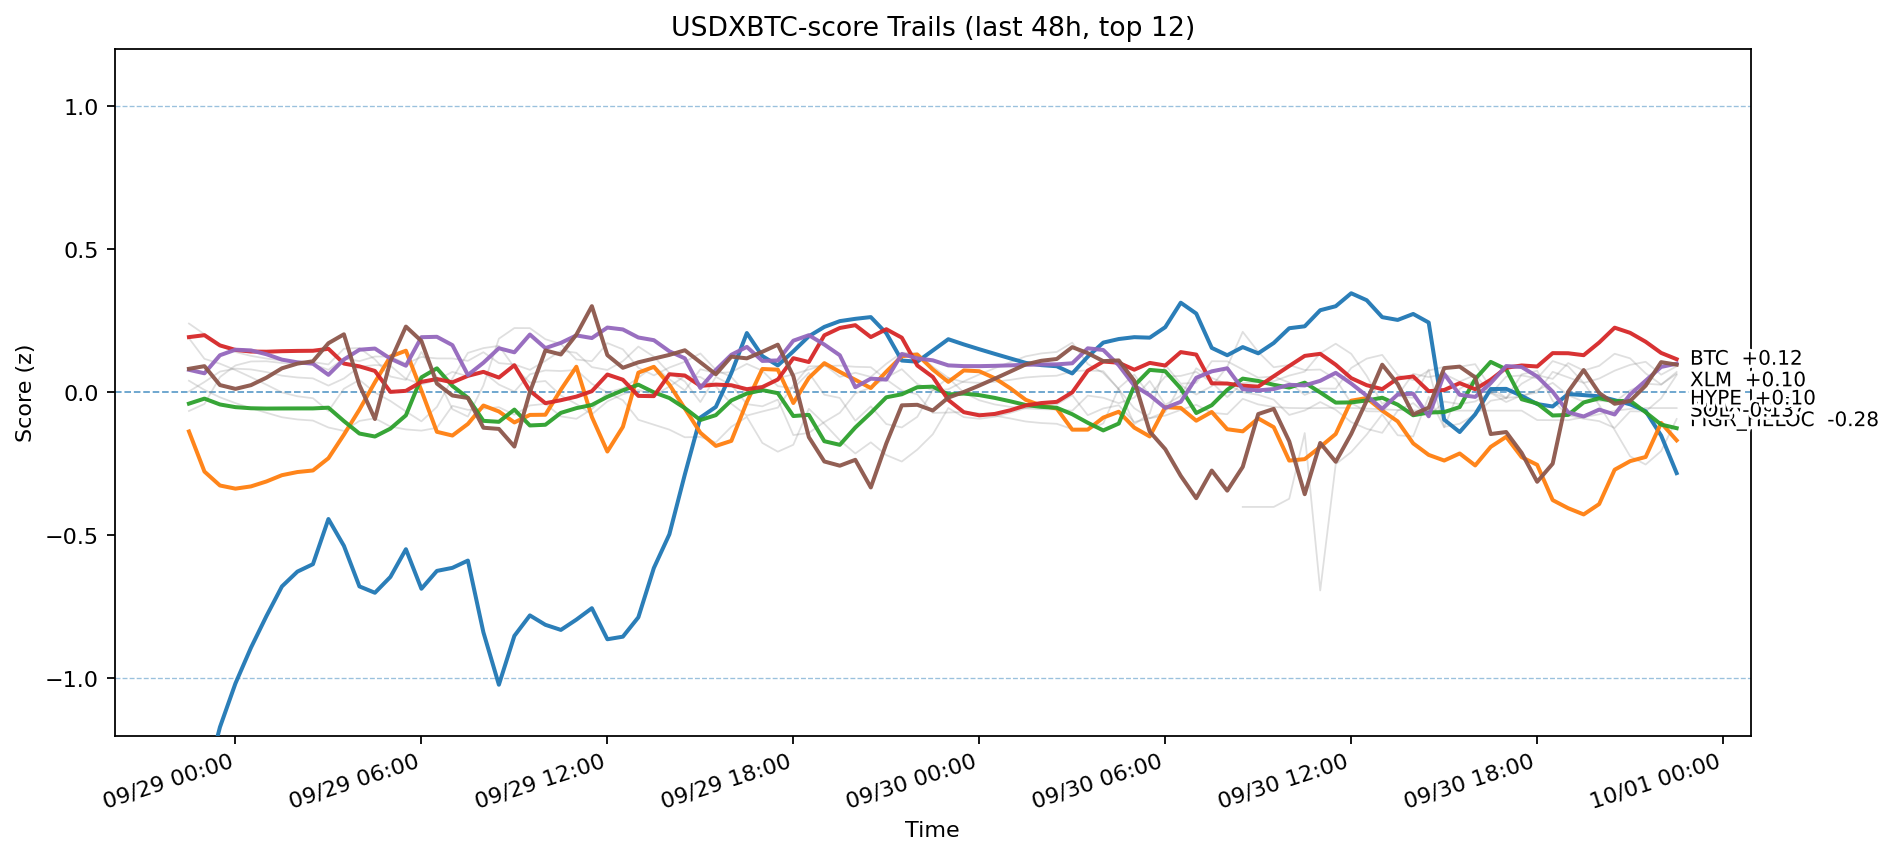 USDXBTC-score Trails (last 48h, top 12)
Score (z)
1.0
0.5
0.0
−0.5
−1.0
BTC +0.12
XLM +0.10
HYPE +0.10
FIGR_HELOC -0.28
09/29 00:00
09/29 06:00
09/29 12:00
09/29 18:00
09/30 00:00
09/30 06:00
09/30 12:00
09/30 18:00
10/01 00:00
Time